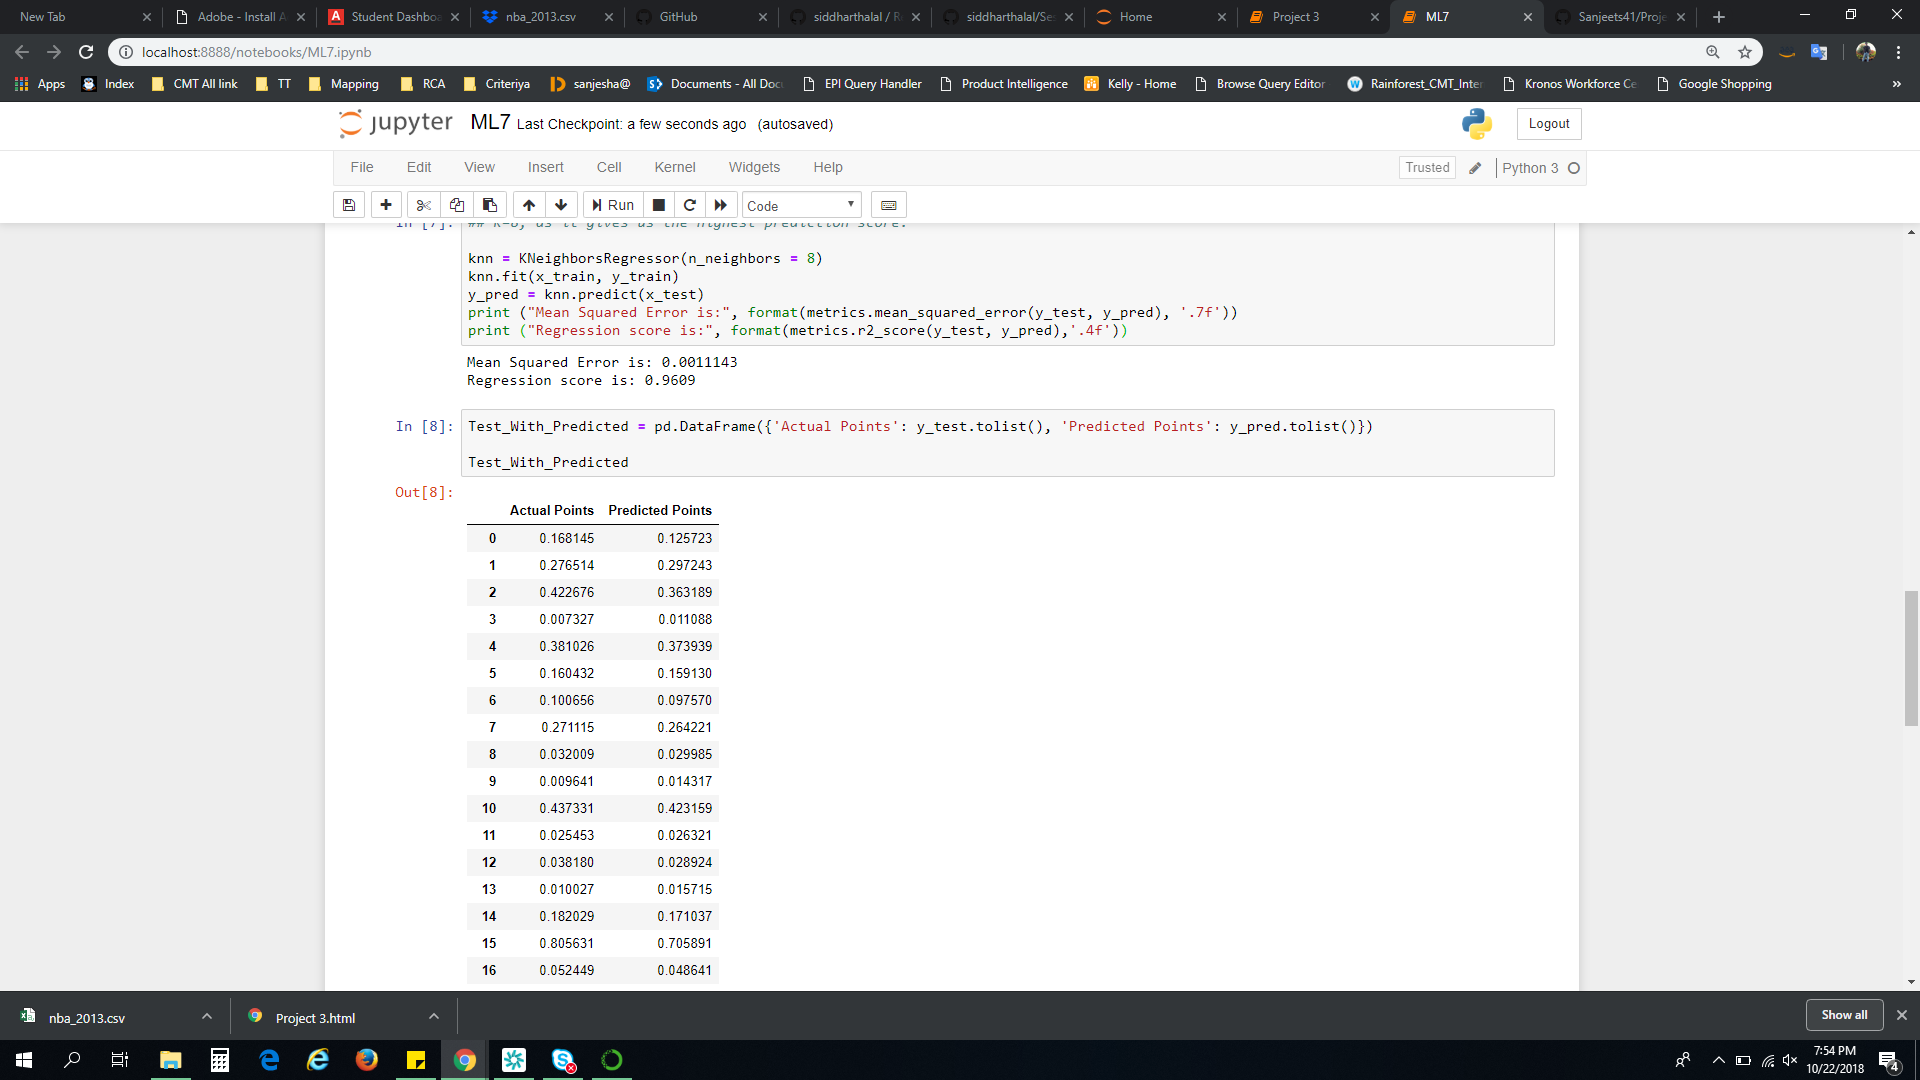 New Tab
Adobe - Install A
Student Dashboa
nba_2013.csv
GitHub
siddharthalal / R
siddharthalal/Se
Home
Project 3
ML7
Sanjeets41/Proje
localhost:8888/notebooks/ML7.ipynb
Apps
Index
CMT All link
TT
Mapping
RCA
Criteriya
sanjesha@
Documents - All Doc
EPI Query Handler
Product Intelligence
Kelly - Home
Browse Query Editor
Rainforest_CMT_Inter
Kronos Workforce Ce
Google Shopping
»
jupyter ML7 Last Checkpoint: a few seconds ago (autosaved)
Logout
File Edit View Insert Cell Kernel Widgets Help
Trusted
Python 3
Run
Code
In [7]: ## K=8, as it gives us the highest prediction score.
knn = KNeighborsRegressor(n_neighbors = 8)
knn.fit(x_train, y_train)
y_pred = knn.predict(x_test)
print ("Mean Squared Error is:", format(metrics.mean_squared_error(y_test, y_pred), '.7f'))
print ("Regression score is:", format(metrics.r2_score(y_test, y_pred),'.4f'))
Mean Squared Error is: 0.0011143
Regression score is: 0.9609
In [8]: Test_With_Predicted = pd.DataFrame({'Actual Points': y_test.tolist(), 'Predicted Points': y_pred.tolist()})
Test_With_Predicted
Out[8]:
Actual Points Predicted Points
0 0.168145 0.125723
1 0.276514 0.297243
2 0.422676 0.363189
3 0.007327 0.011088
4 0.381026 0.373939
5 0.160432 0.159130
6 0.100656 0.097570
7 0.271115 0.264221
8 0.032009 0.029985
9 0.009641 0.014317
10 0.437331 0.423159
11 0.025453 0.026321
12 0.038180 0.028924
13 0.010027 0.015715
14 0.182029 0.171037
15 0.805631 0.705891
16 0.052449 0.048641
nba_2013.csv
Project 3.html
Show all
7:54 PM
10/22/2018
4